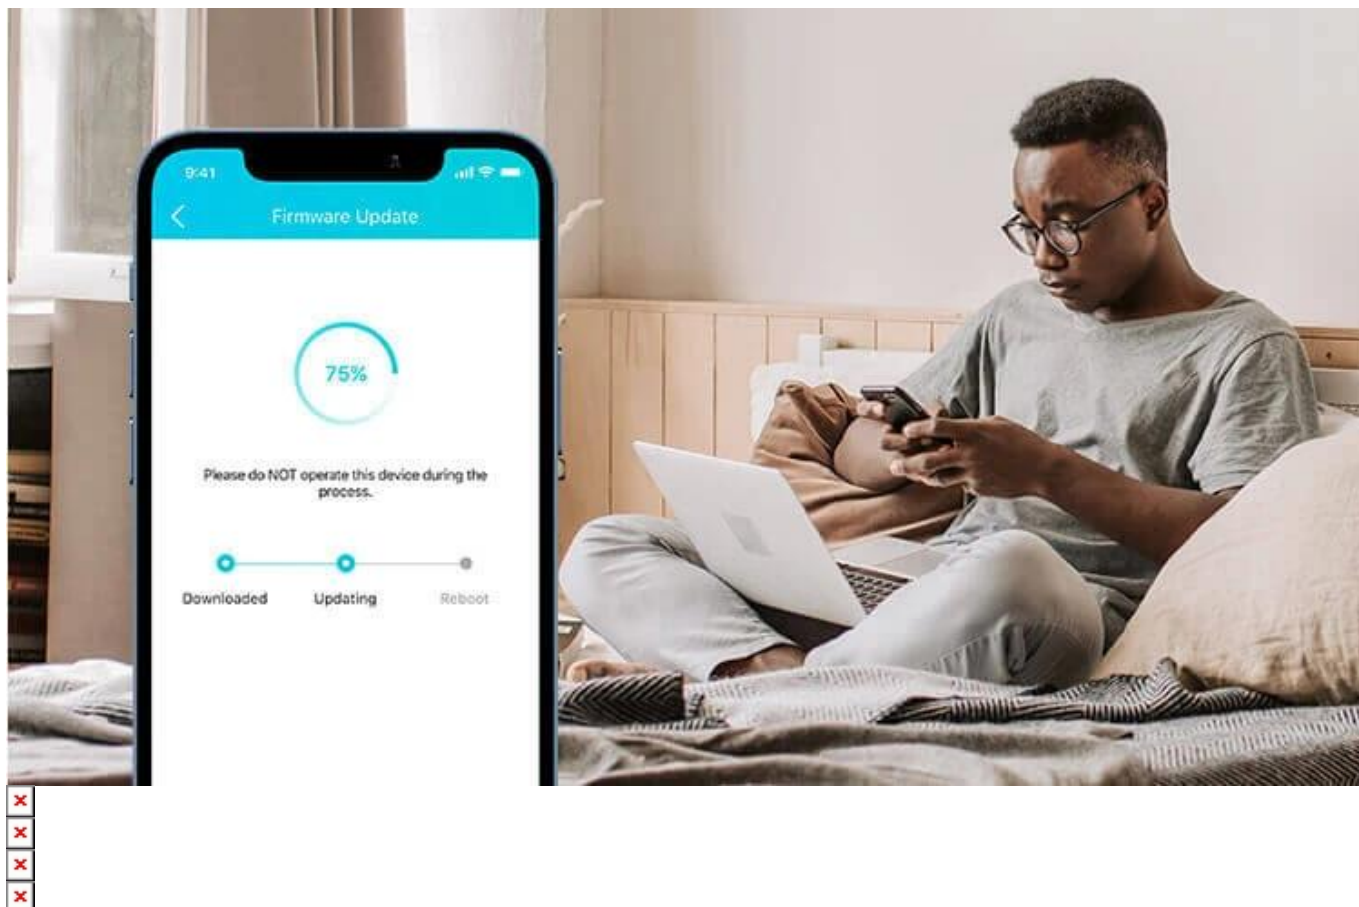 9:41
Firmware Update
75%
Please do NOT operate this device during the
process.
Downloaded Updating Reboot